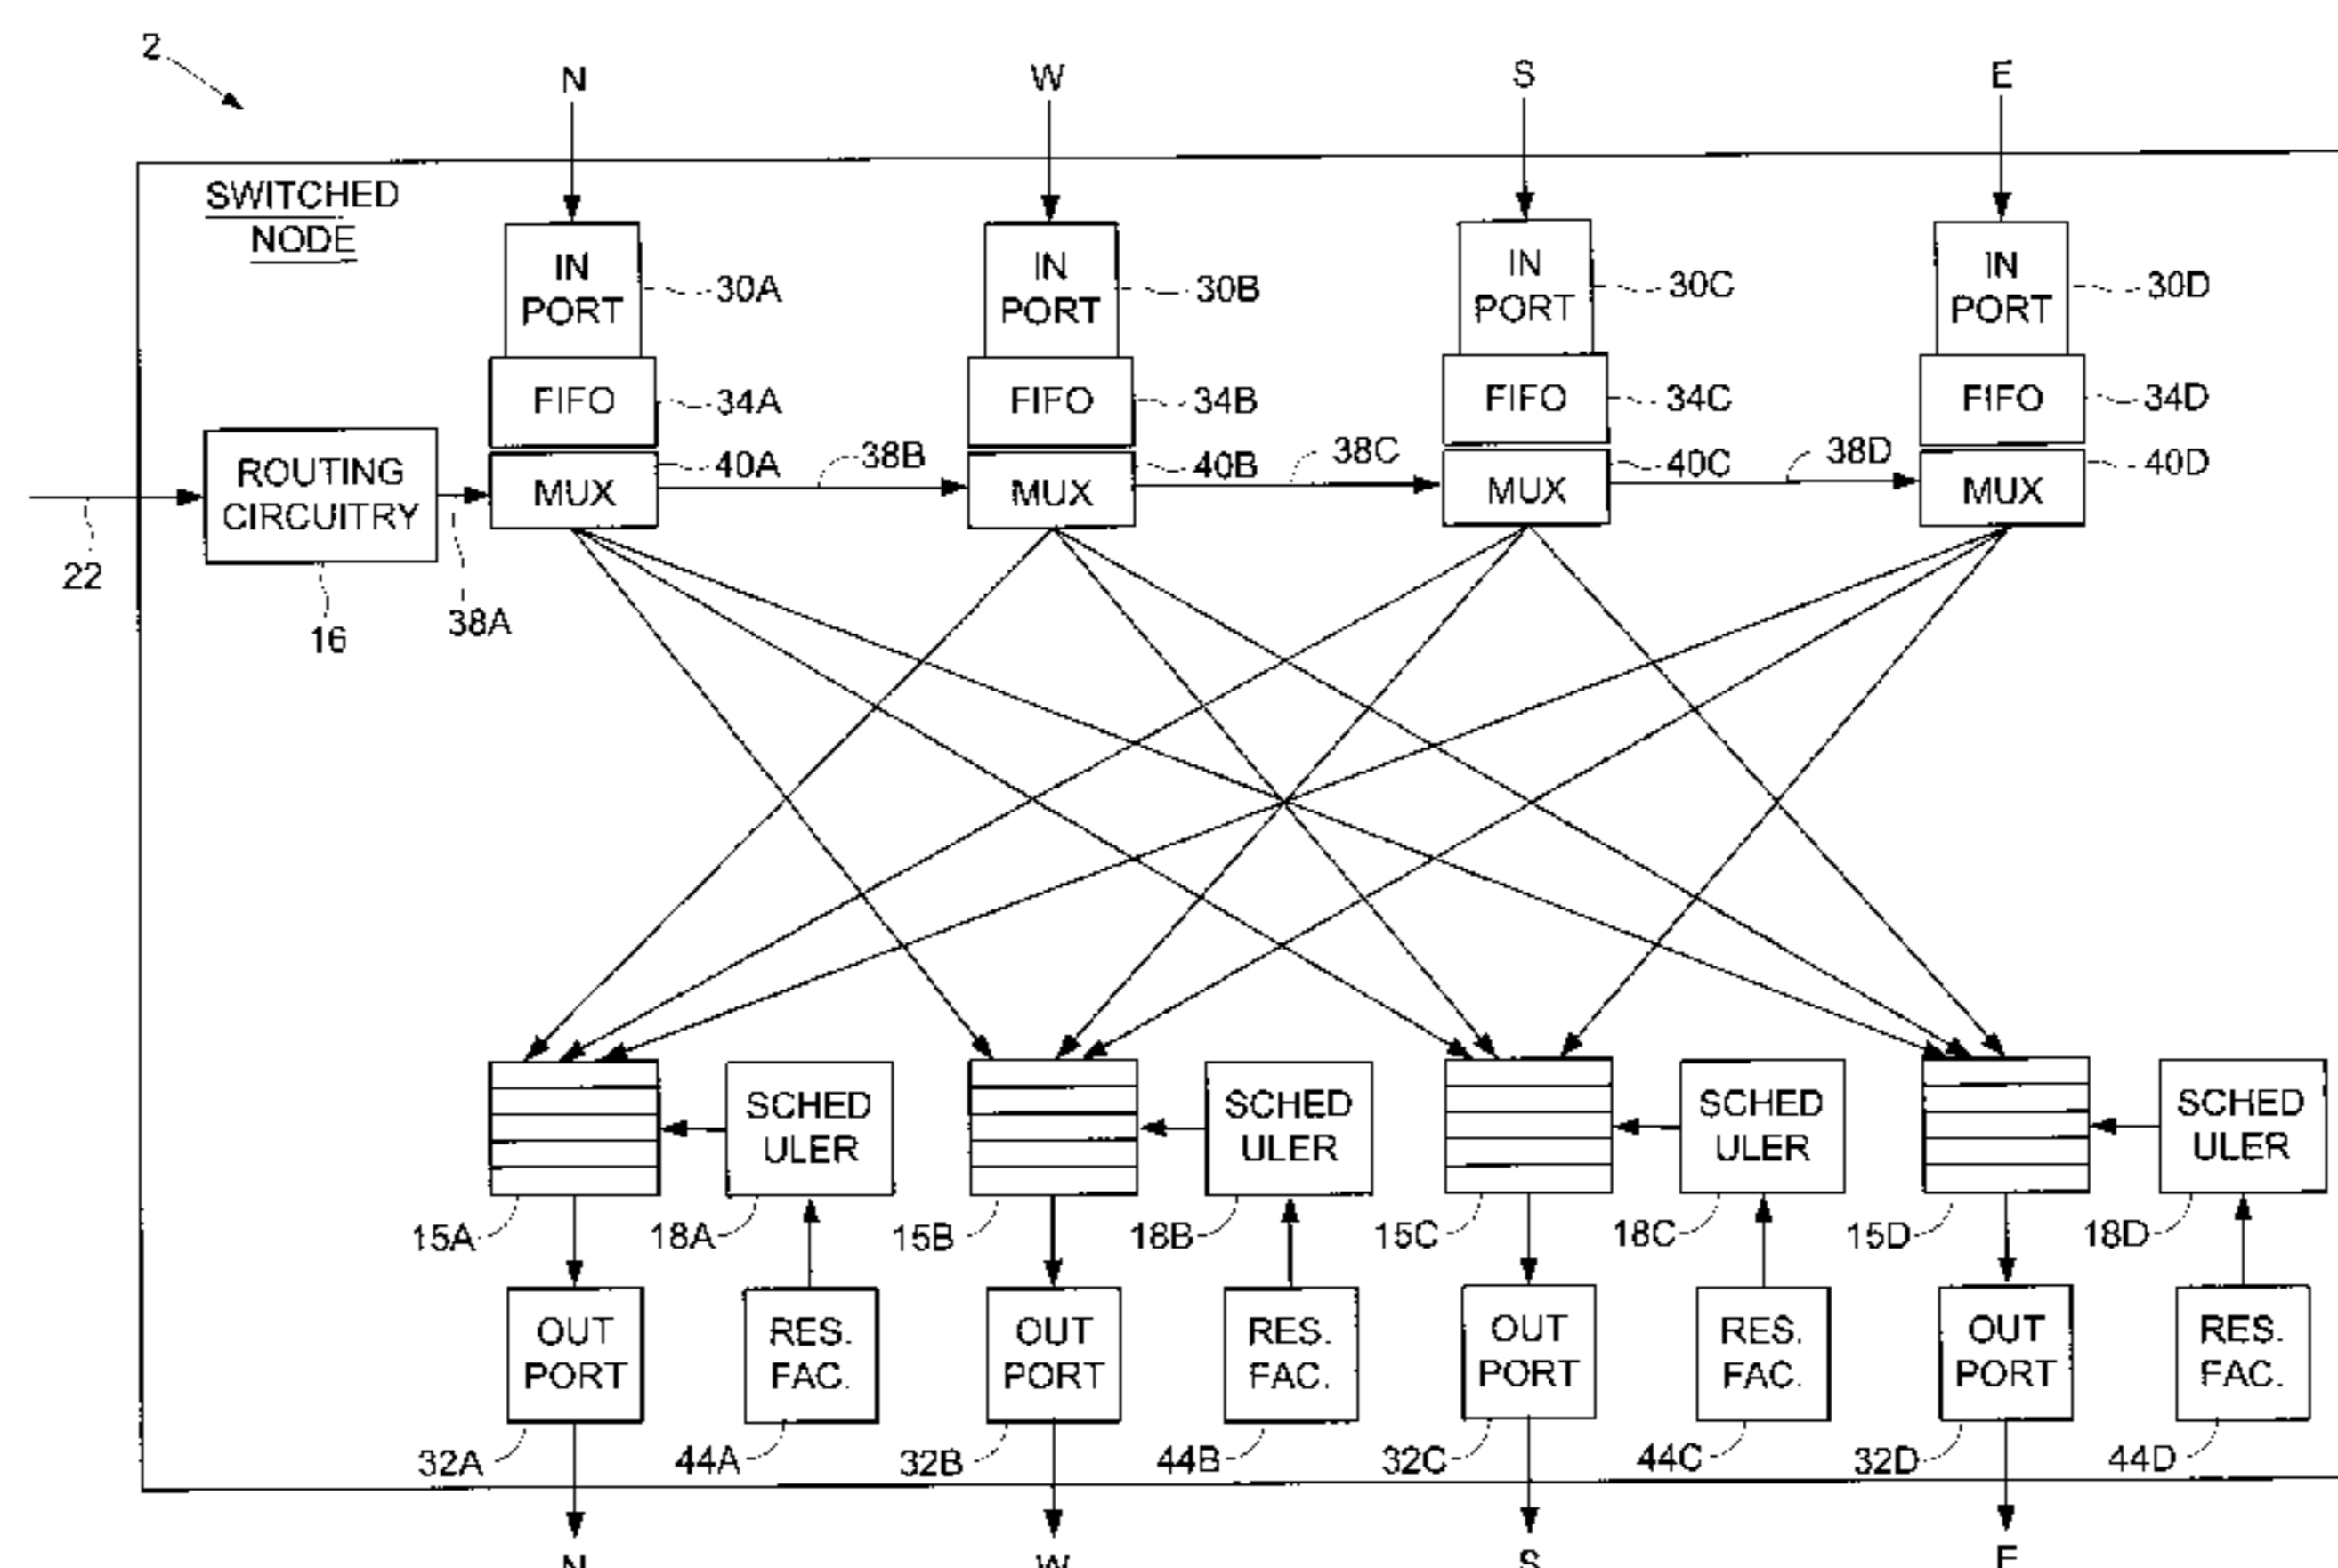 2
N W S E
SWITCHED
NODE
IN
PORT
30A
IN
PORT
30B
IN
PORT
30C
IN
PORT
30D
FIFO
34A
FIFO
34B
FIFO
34C
FIFO
34D
ROUTING
CIRCUITRY
MUX
40A
38B
MUX
40B
38C
MUX
40C
38D
MUX
40D
22
16
38A
SCHED
ULER
SCHED
ULER
SCHED
ULER
SCHED
ULER
15A
18A
15B
18B
15C
18C
15D
18D
OUT
PORT
RES.
FAC.
OUT
PORT
RES.
FAC.
OUT
PORT
RES.
FAC.
OUT
PORT
RES.
FAC.
32A
44A
32B
44B
32C
44C
32D
44D
N W S E